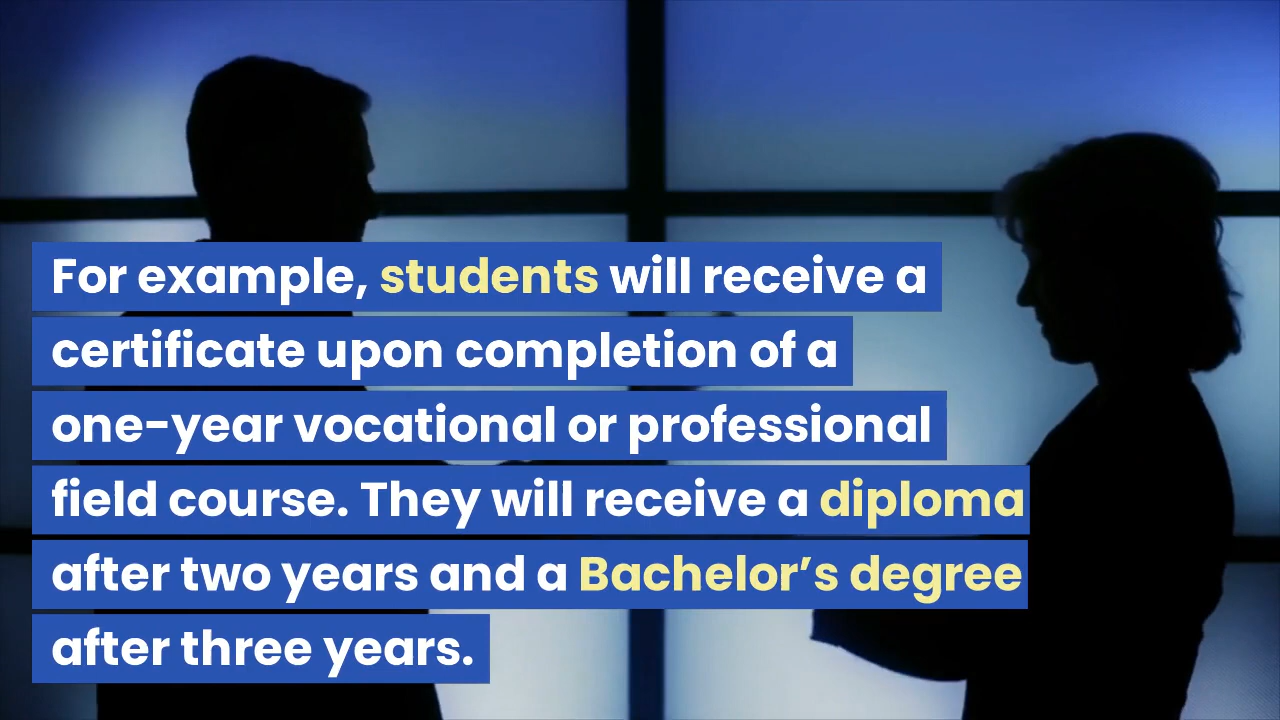 For example, students will receive a
certificate upon completion of a
one-year vocational or professional
field course. They will receive a diploma
after two years and a Bachelor’s degree
after three years.